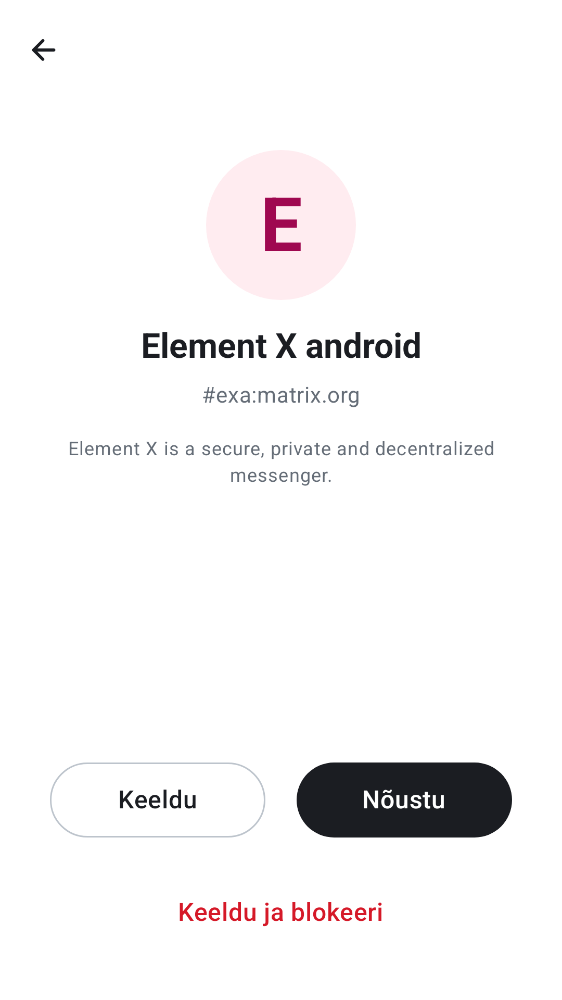 E
Element X android
#exa:matrix.org
Element X is a secure, private and decentralized
messenger.
Keeldu
Nõustu
Keeldu ja blokeeri